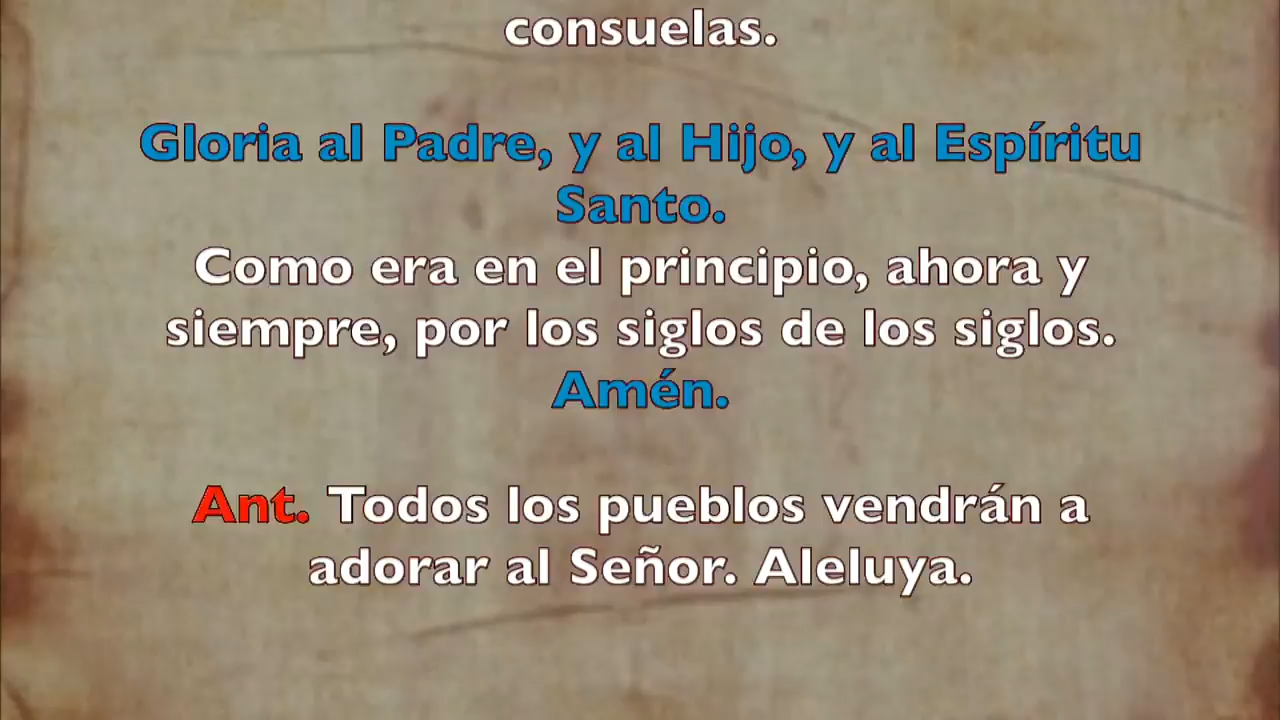 consuelas.
Gloria al Padre, y al Hijo, y al Espíritu
Santo.
Como era en el principio, ahora y
siempre, por los siglos de los siglos.
Amén.
Ant. Todos los pueblos vendrán a
adorar al Señor. Aleluya.